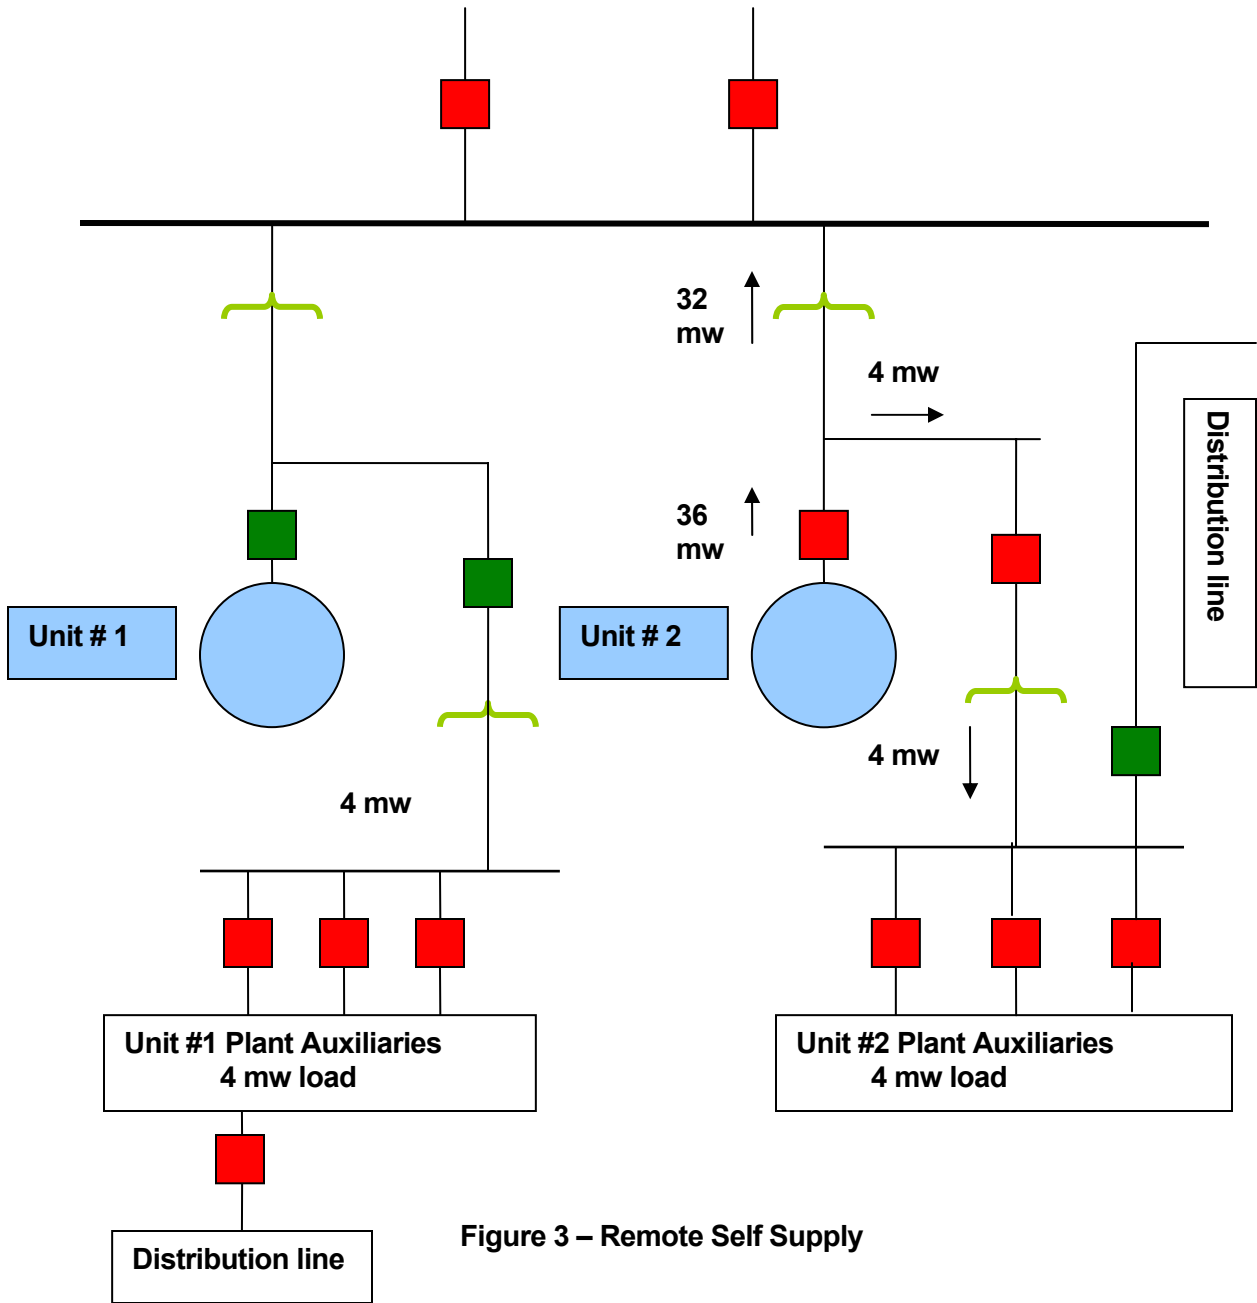 32
mw
4 mw
Distribution line
36
mw
Unit # 1
Unit # 2
4 mw
4 mw
Unit #1 Plant Auxiliaries
4 mw load
Unit #2 Plant Auxiliaries
4 mw load
Figure 3 – Remote Self Supply
Distribution line